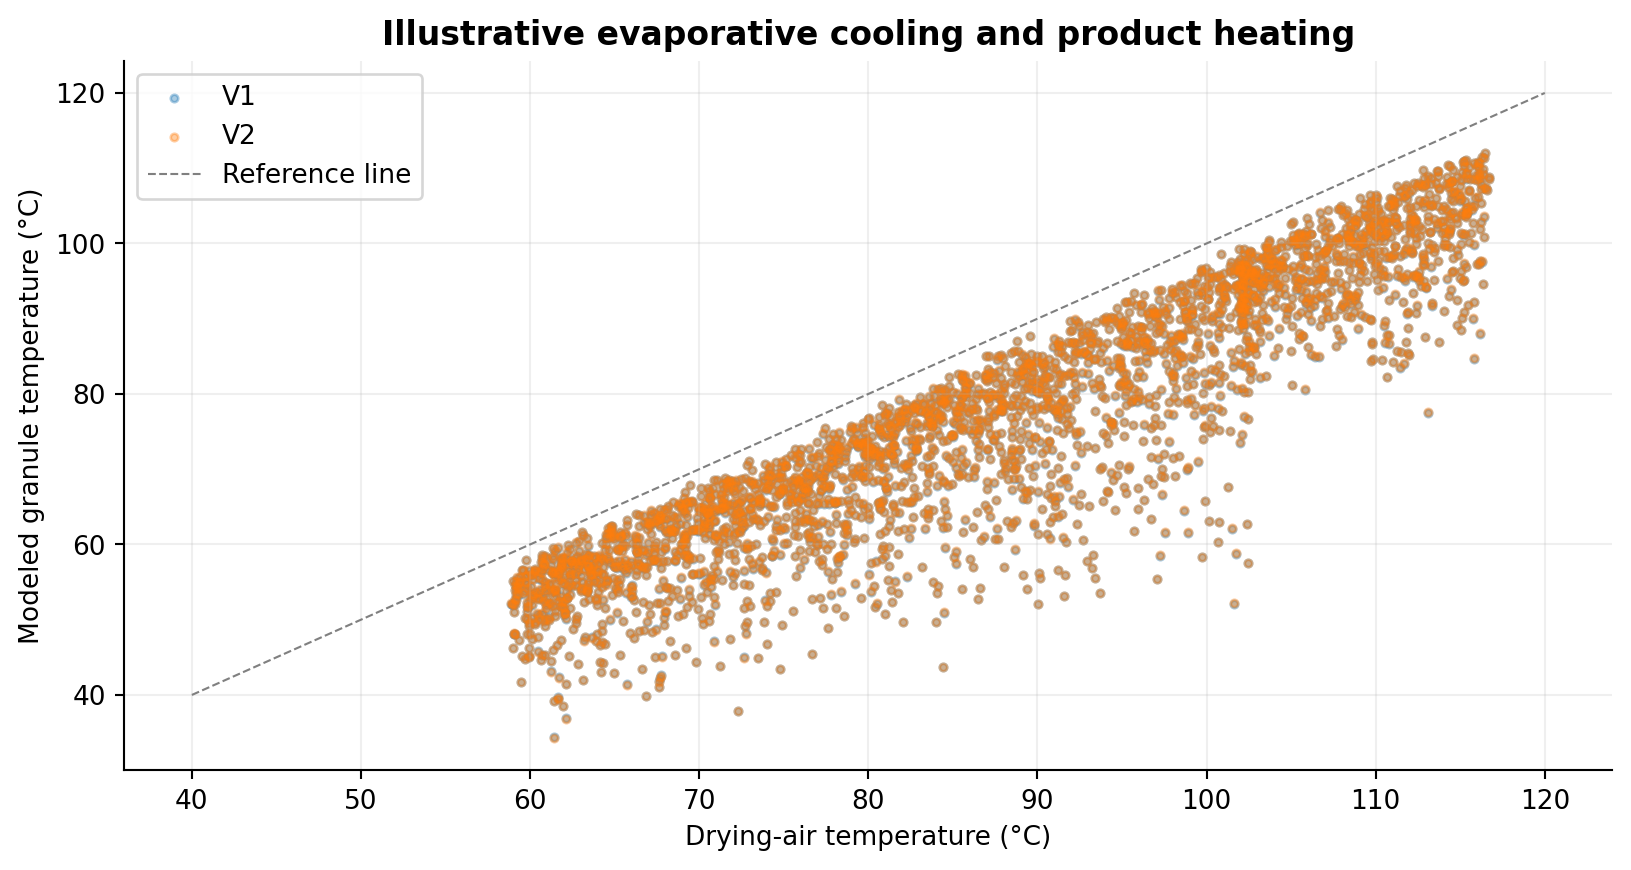 Illustrative evaporative cooling and product heating
V1
V2
Reference line
Modeled granule temperature (°C)
120
100
80
60
40
40 50 60 70 80 90 100 110 120
Drying-air temperature (°C)